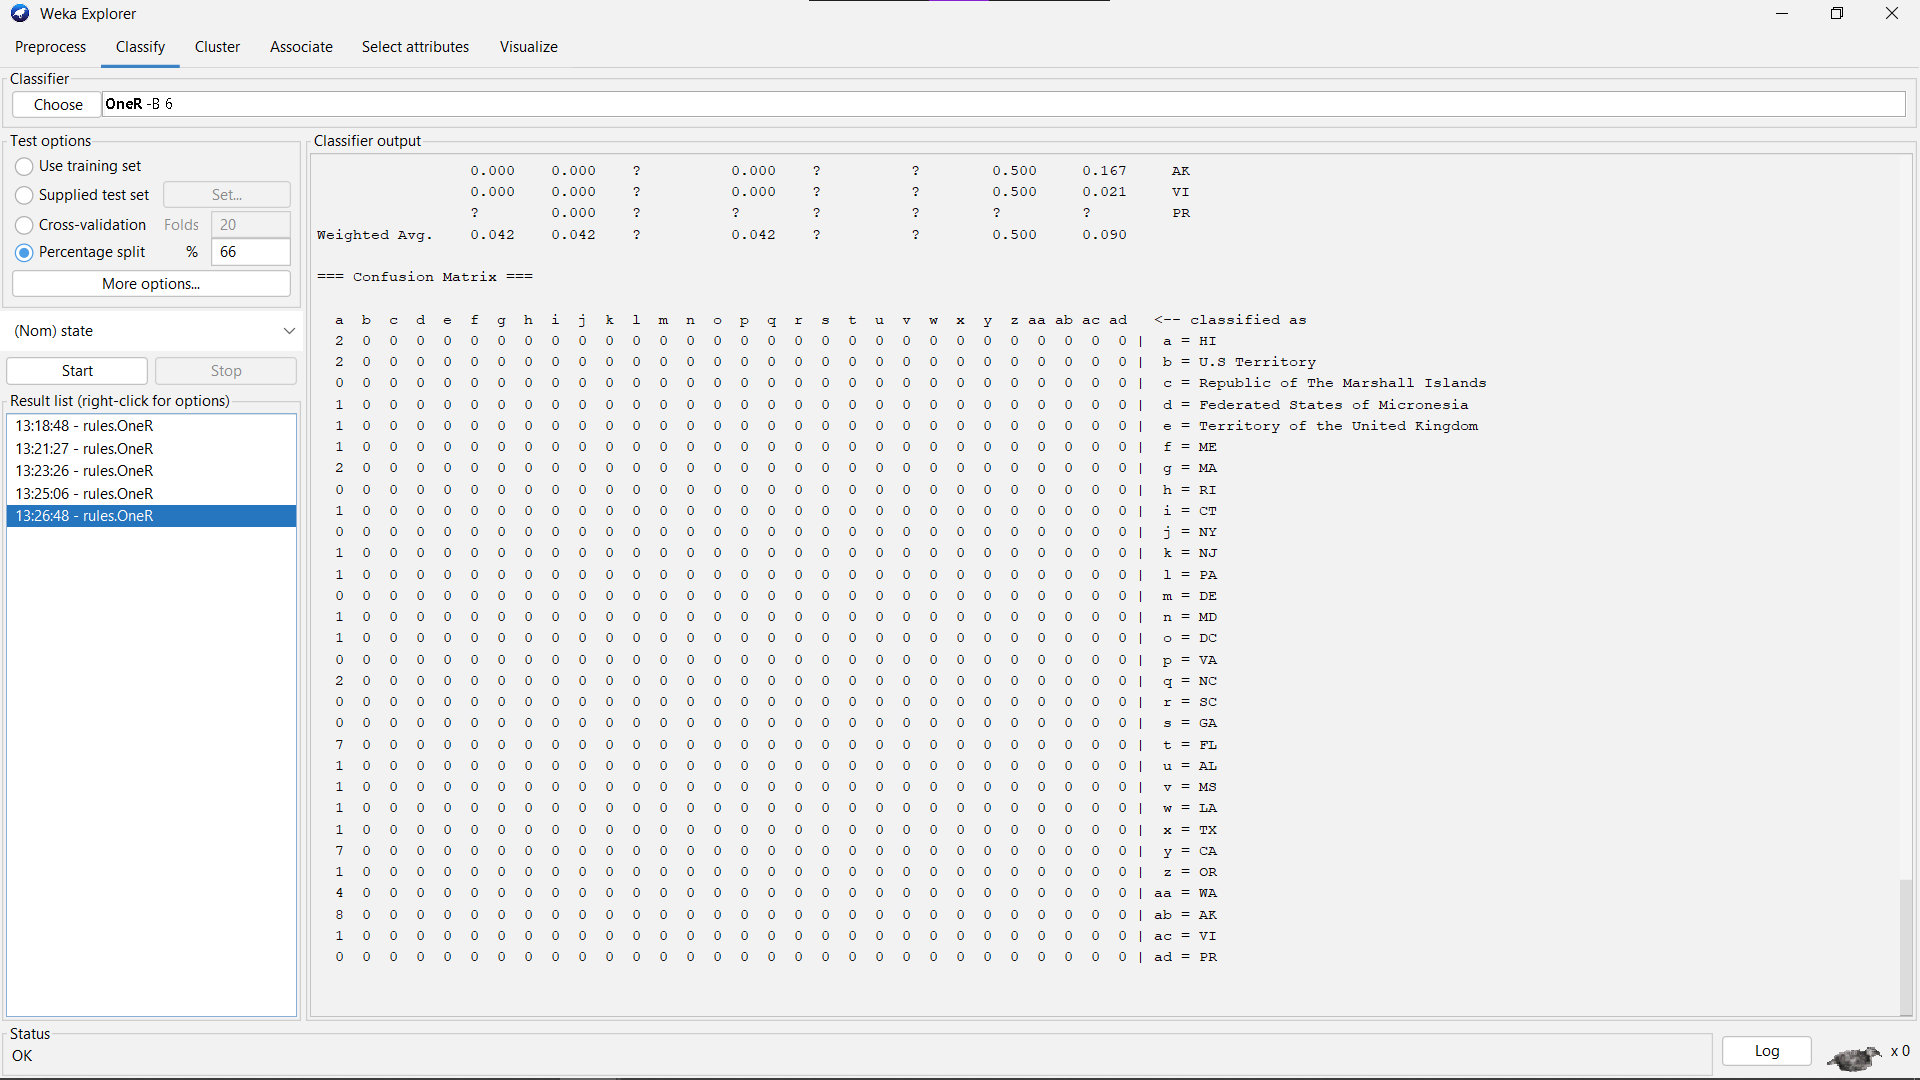 Weka Explorer
Preprocess Classify Cluster Associate Select attributes Visualize
Classifier
Choose OneR -B 6
Test options
Use training set
Supplied test set Set...
Cross-validation Folds 20
Percentage split % 66
More options...
(Nom) state
Start Stop
Result list (right-click for options)
13:18:48 - rules.OneR
13:21:27 - rules.OneR
13:23:26 - rules.OneR
13:25:06 - rules.OneR
13:26:48 - rules.OneR
Classifier output
0.000 0.000 ? 0.000 ? ? 0.500 0.167 AK
0.000 0.000 ? 0.000 ? ? 0.500 0.021 VI
? 0.000 ? ? ? ? ? ? PR
Weighted Avg. 0.042 0.042 ? 0.042 ? ? 0.500 0.090
=== Confusion Matrix ===
a b c d e f g h i j k l m n o p q r s t u v w x y z aa ab ac ad <-- classified as
2 0 0 0 0 0 0 0 0 0 0 0 0 0 0 0 0 0 0 0 0 0 0 0 0 0 0 0 0 0 | a = HI
2 0 0 0 0 0 0 0 0 0 0 0 0 0 0 0 0 0 0 0 0 0 0 0 0 0 0 0 0 0 | b = U.S Territory
0 0 0 0 0 0 0 0 0 0 0 0 0 0 0 0 0 0 0 0 0 0 0 0 0 0 0 0 0 0 | c = Republic of The Marshall Islands
1 0 0 0 0 0 0 0 0 0 0 0 0 0 0 0 0 0 0 0 0 0 0 0 0 0 0 0 0 0 | d = Federated States of Micronesia
1 0 0 0 0 0 0 0 0 0 0 0 0 0 0 0 0 0 0 0 0 0 0 0 0 0 0 0 0 0 | e = Territory of the United Kingdom
1 0 0 0 0 0 0 0 0 0 0 0 0 0 0 0 0 0 0 0 0 0 0 0 0 0 0 0 0 0 | f = ME
2 0 0 0 0 0 0 0 0 0 0 0 0 0 0 0 0 0 0 0 0 0 0 0 0 0 0 0 0 0 | g = MA
0 0 0 0 0 0 0 0 0 0 0 0 0 0 0 0 0 0 0 0 0 0 0 0 0 0 0 0 0 0 | h = RI
1 0 0 0 0 0 0 0 0 0 0 0 0 0 0 0 0 0 0 0 0 0 0 0 0 0 0 0 0 0 | i = CT
0 0 0 0 0 0 0 0 0 0 0 0 0 0 0 0 0 0 0 0 0 0 0 0 0 0 0 0 0 0 | j = NY
1 0 0 0 0 0 0 0 0 0 0 0 0 0 0 0 0 0 0 0 0 0 0 0 0 0 0 0 0 0 | k = NJ
1 0 0 0 0 0 0 0 0 0 0 0 0 0 0 0 0 0 0 0 0 0 0 0 0 0 0 0 0 0 | l = PA
0 0 0 0 0 0 0 0 0 0 0 0 0 0 0 0 0 0 0 0 0 0 0 0 0 0 0 0 0 0 | m = DE
1 0 0 0 0 0 0 0 0 0 0 0 0 0 0 0 0 0 0 0 0 0 0 0 0 0 0 0 0 0 | n = MD
1 0 0 0 0 0 0 0 0 0 0 0 0 0 0 0 0 0 0 0 0 0 0 0 0 0 0 0 0 0 | o = DC
0 0 0 0 0 0 0 0 0 0 0 0 0 0 0 0 0 0 0 0 0 0 0 0 0 0 0 0 0 0 | p = VA
2 0 0 0 0 0 0 0 0 0 0 0 0 0 0 0 0 0 0 0 0 0 0 0 0 0 0 0 0 0 | q = NC
0 0 0 0 0 0 0 0 0 0 0 0 0 0 0 0 0 0 0 0 0 0 0 0 0 0 0 0 0 0 | r = SC
0 0 0 0 0 0 0 0 0 0 0 0 0 0 0 0 0 0 0 0 0 0 0 0 0 0 0 0 0 0 | s = GA
7 0 0 0 0 0 0 0 0 0 0 0 0 0 0 0 0 0 0 0 0 0 0 0 0 0 0 0 0 0 | t = FL
1 0 0 0 0 0 0 0 0 0 0 0 0 0 0 0 0 0 0 0 0 0 0 0 0 0 0 0 0 0 | u = AL
1 0 0 0 0 0 0 0 0 0 0 0 0 0 0 0 0 0 0 0 0 0 0 0 0 0 0 0 0 0 | v = MS
1 0 0 0 0 0 0 0 0 0 0 0 0 0 0 0 0 0 0 0 0 0 0 0 0 0 0 0 0 0 | w = LA
1 0 0 0 0 0 0 0 0 0 0 0 0 0 0 0 0 0 0 0 0 0 0 0 0 0 0 0 0 0 | x = TX
7 0 0 0 0 0 0 0 0 0 0 0 0 0 0 0 0 0 0 0 0 0 0 0 0 0 0 0 0 0 | y = CA
1 0 0 0 0 0 0 0 0 0 0 0 0 0 0 0 0 0 0 0 0 0 0 0 0 0 0 0 0 0 | z = OR
4 0 0 0 0 0 0 0 0 0 0 0 0 0 0 0 0 0 0 0 0 0 0 0 0 0 0 0 0 0 | aa = WA
8 0 0 0 0 0 0 0 0 0 0 0 0 0 0 0 0 0 0 0 0 0 0 0 0 0 0 0 0 0 | ab = AK
1 0 0 0 0 0 0 0 0 0 0 0 0 0 0 0 0 0 0 0 0 0 0 0 0 0 0 0 0 0 | ac = VI
0 0 0 0 0 0 0 0 0 0 0 0 0 0 0 0 0 0 0 0 0 0 0 0 0 0 0 0 0 0 | ad = PR
Status
OK
Log x 0